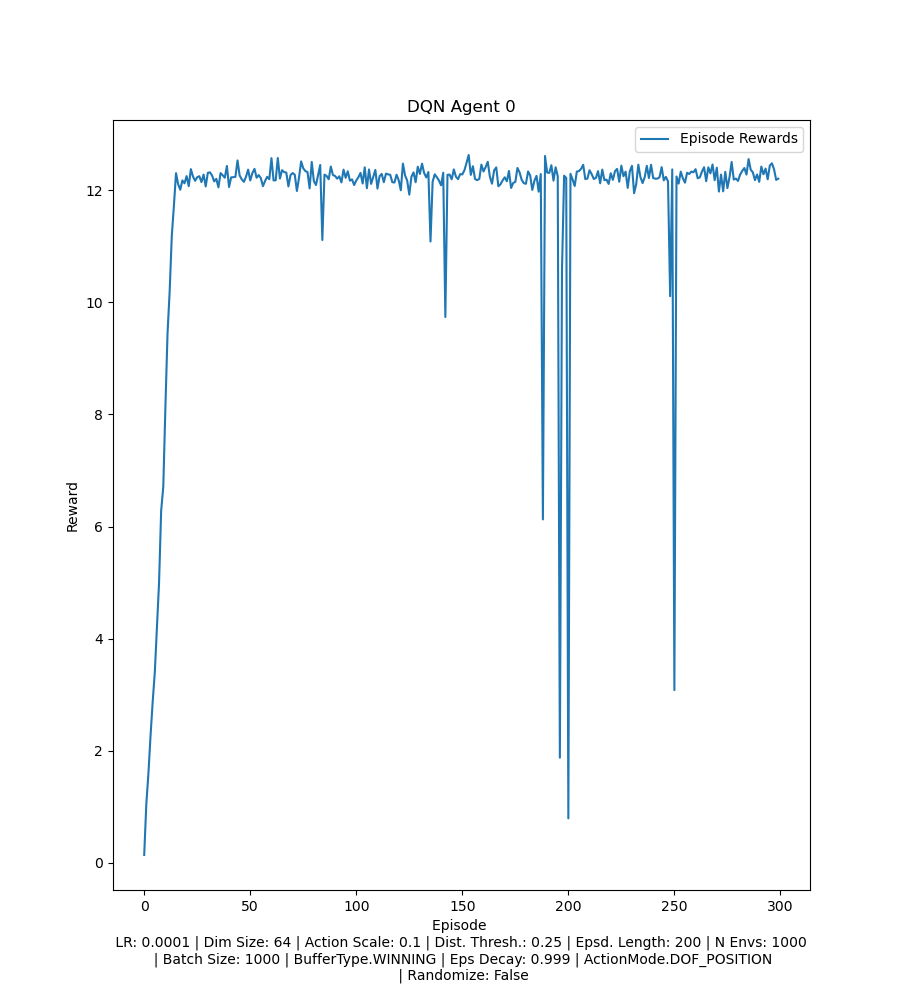 DQN Agent 0
Episode Rewards
12
10
8
6
4
2
0
Reward
0 50 100 150 200 250 300
Episode
LR: 0.0001 | Dim Size: 64 | Action Scale: 0.1 | Dist. Thresh.: 0.25 | Epsd. Length: 200 | N Envs: 1000
| Batch Size: 1000 | BufferType.WINNING | Eps Decay: 0.999 | ActionMode.DOF_POSITION
| Randomize: False